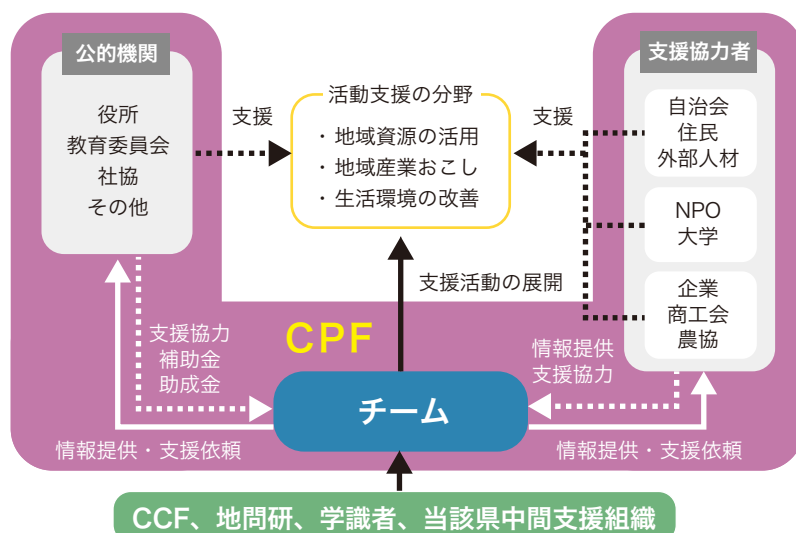 公的機関
役所
教育委員会
社協
その他
支援
活動支援の分野
・地域資源の活用
・地域産業おこし
・生活環境の改善
支援
支援協力者
自治会
住民
外部人材
NPO
大学
企業
商工会
農協
支援活動の展開
CPF
支援協力
補助金
助成金
情報提供
支援協力
チーム
情報提供・支援依頼
情報提供・支援依頼
CCF、地問研、学識者、当該県中間支援組織